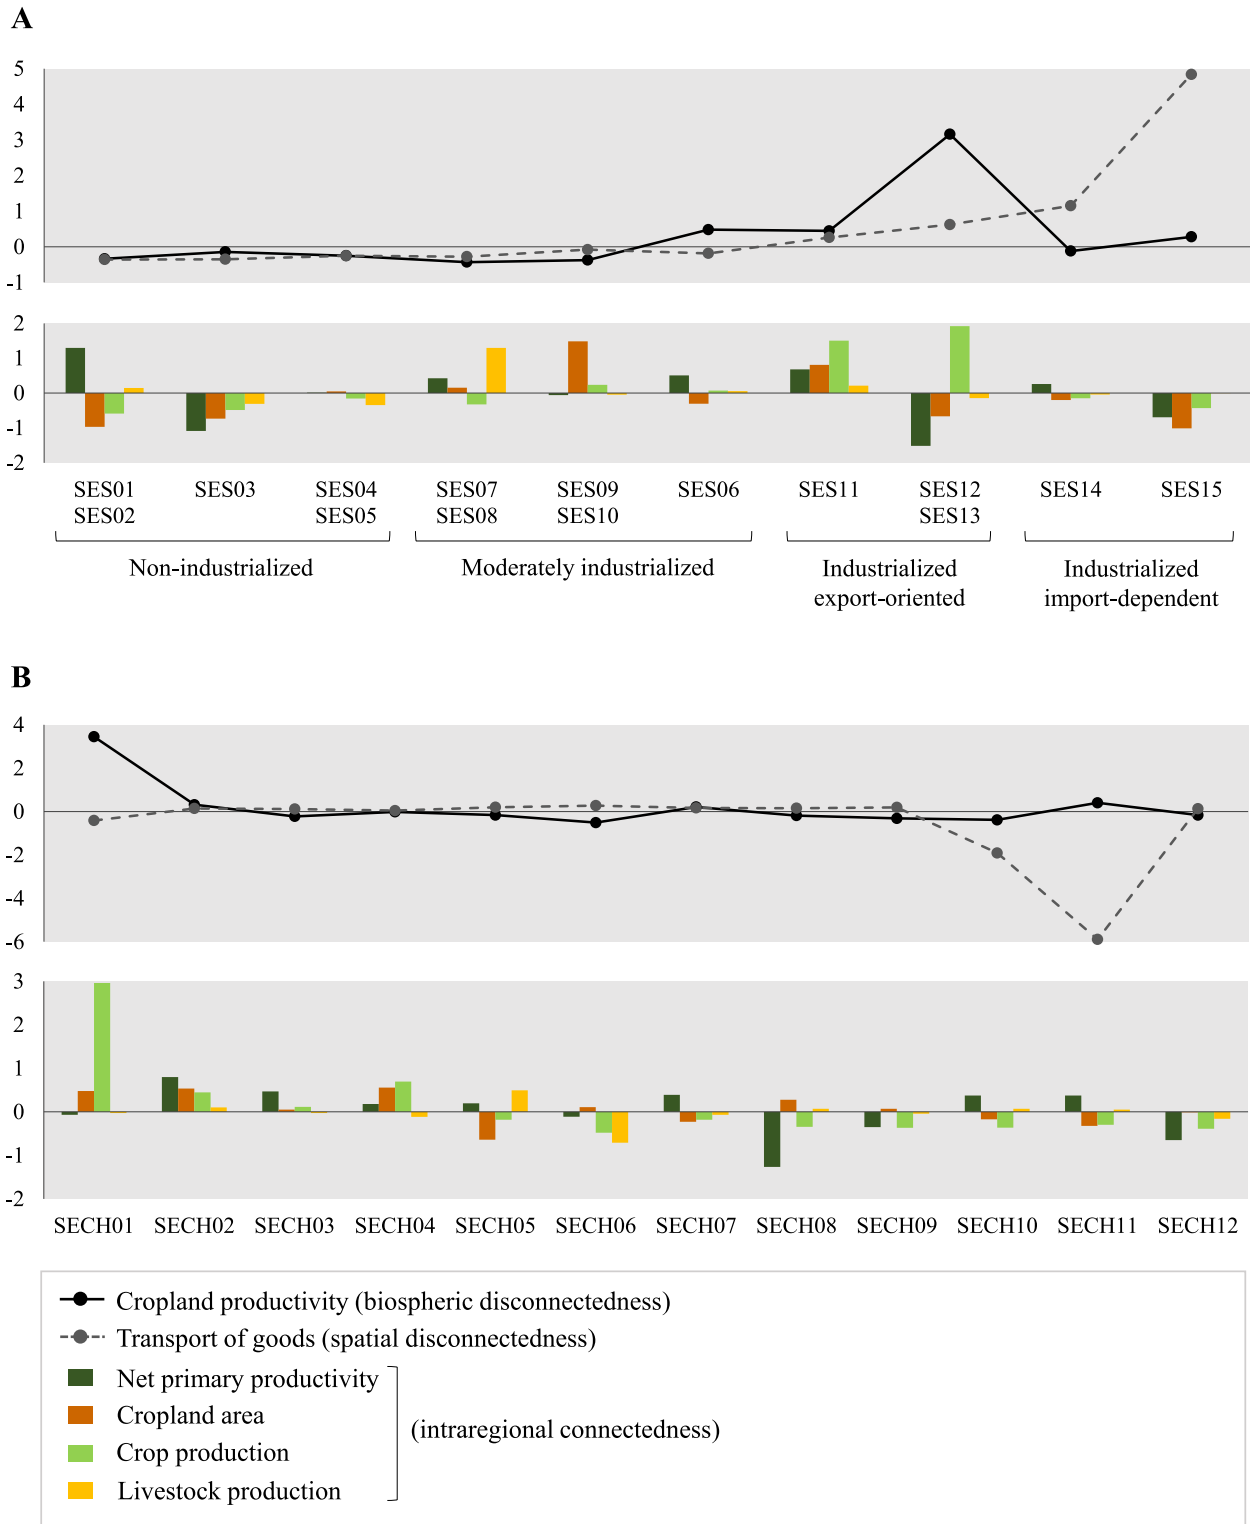 A
5
4
3
2
1
0
-1
2
1
0
-1
-2
SES01 SES03 SES04 SES07 SES09 SES06 SES11 SES12 SES14 SES15
SES02 SES05 SES08 SES10 SES13
Non-industrialized Moderately industrialized Industrialized Industrialized
export-oriented import-dependent
B
4
2
0
-2
-4
-6
3
2
1
0
-1
-2
SECH01 SECH02 SECH03 SECH04 SECH05 SECH06 SECH07 SECH08 SECH09 SECH10 SECH11 SECH12
Cropland productivity (biospheric disconnectedness)
Transport of goods (spatial disconnectedness)
Net primary productivity
Cropland area
(intraregional connectedness)
Crop production
Livestock production